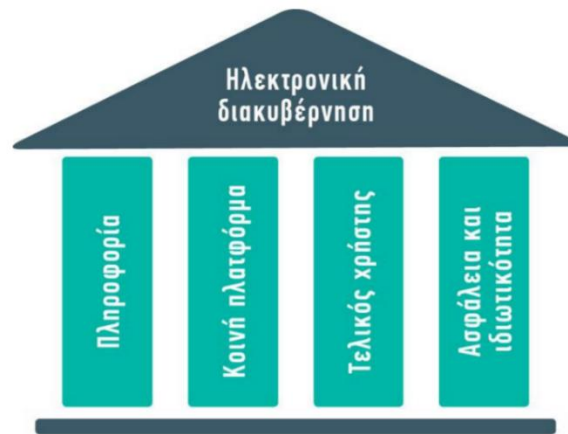 Ηλεκτρονική
διακυβέρνηση
Πληροφορία
Κοινή πλατφόρμα
Τελικός χρήστης
Ασφάλεια και
ιδιωτικότητα